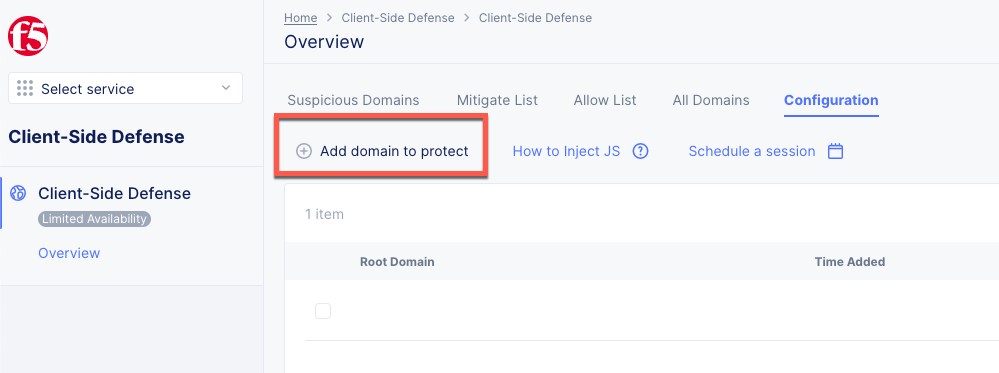 f5
Select service
Client-Side Defense
Client-Side Defense
Limited Availability
Overview
Home > Client-Side Defense > Client-Side Defense
Overview
Suspicious Domains Mitigate List Allow List All Domains Configuration
Add domain to protect How to Inject JS ? Schedule a session
1 item
Root Domain Time Added